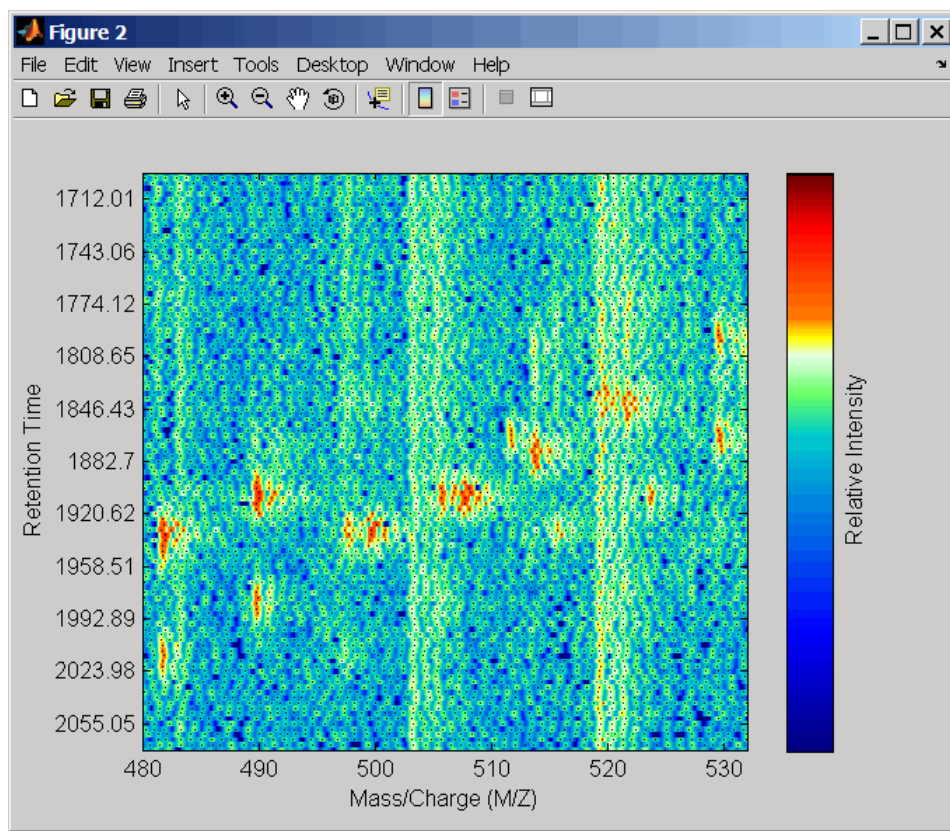 Figure 2
File Edit View Insert Tools Desktop Window Help
1712.01
1743.06
1774.12
1808.65
1846.43
1882.7
1920.62
1958.51
1992.89
2023.98
2055.05
Retention Time
480 490 500 510 520 530
Mass/Charge (M/Z)
Relative Intensity